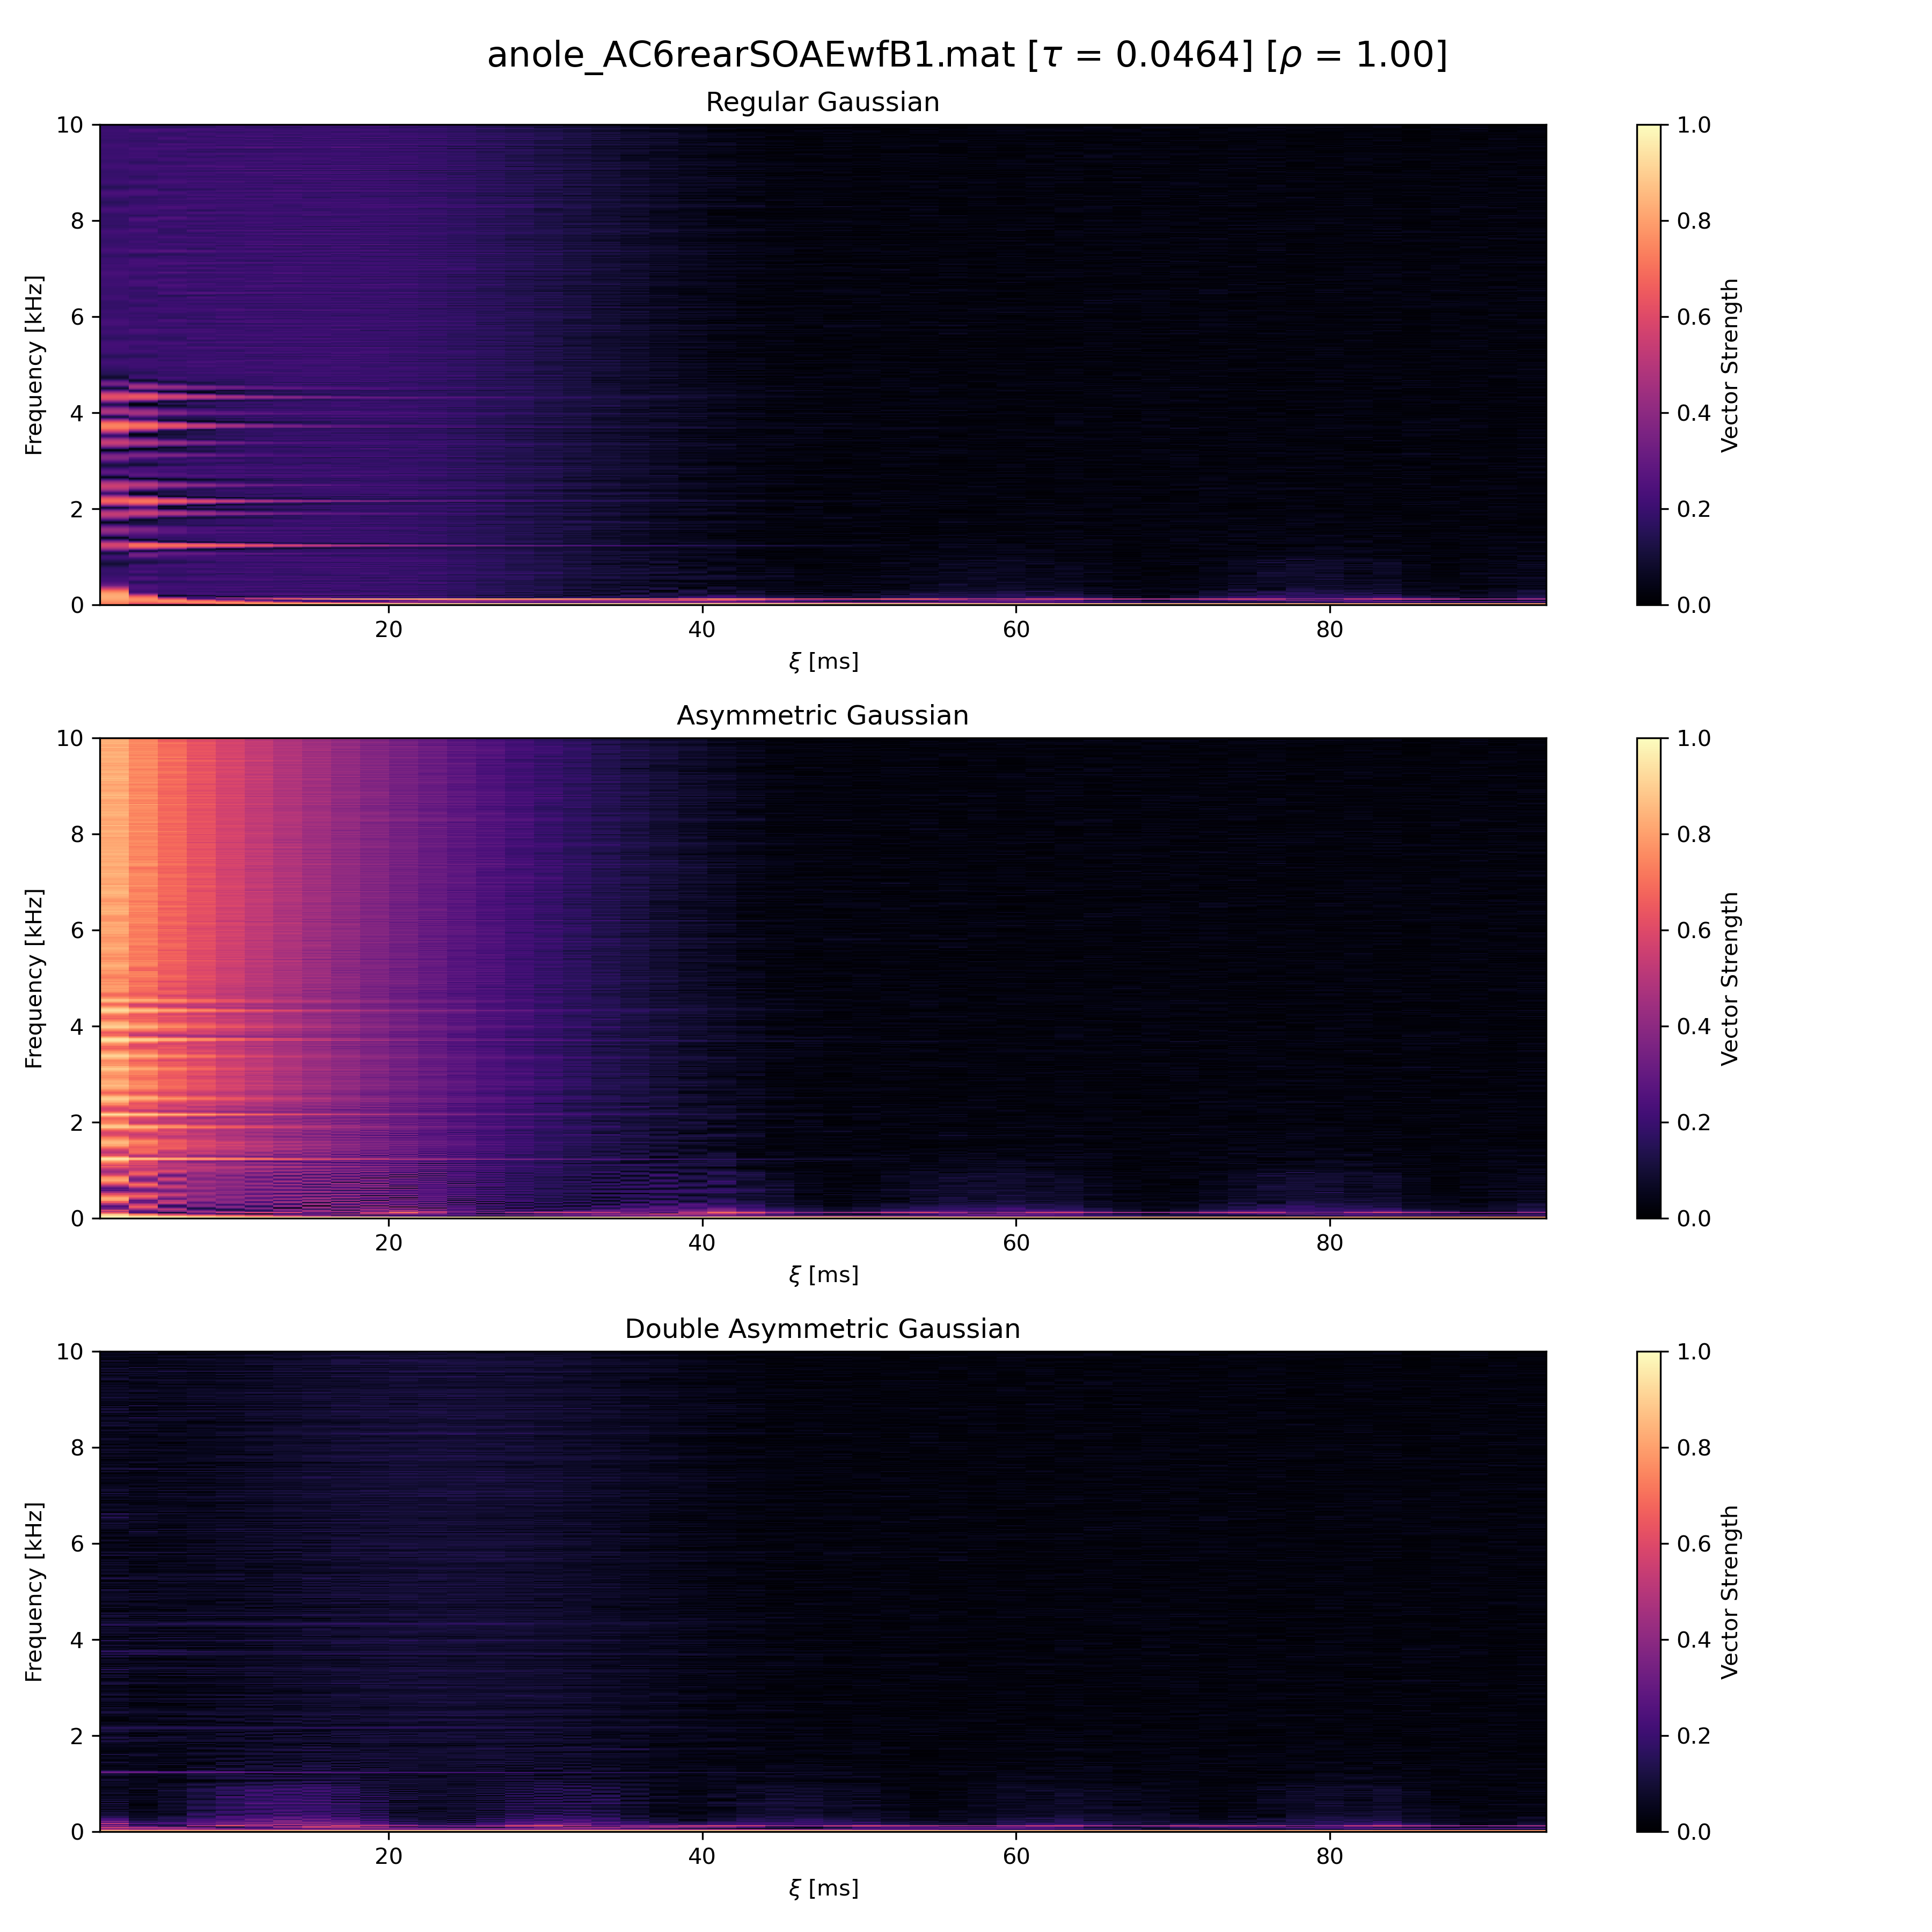 anole_AC6rearSOAEwfB1.mat [τ = 0.0464] [ρ = 1.00]
Regular Gaussian
Frequency [kHz]
10
8
6
4
2
0
20 40 60 80
ξ [ms]
1.0
0.8
0.6
0.4
0.2
0.0
Vector Strength
Asymmetric Gaussian
Frequency [kHz]
10
8
6
4
2
0
20 40 60 80
ξ [ms]
1.0
0.8
0.6
0.4
0.2
0.0
Vector Strength
Double Asymmetric Gaussian
Frequency [kHz]
10
8
6
4
2
0
20 40 60 80
ξ [ms]
1.0
0.8
0.6
0.4
0.2
0.0
Vector Strength